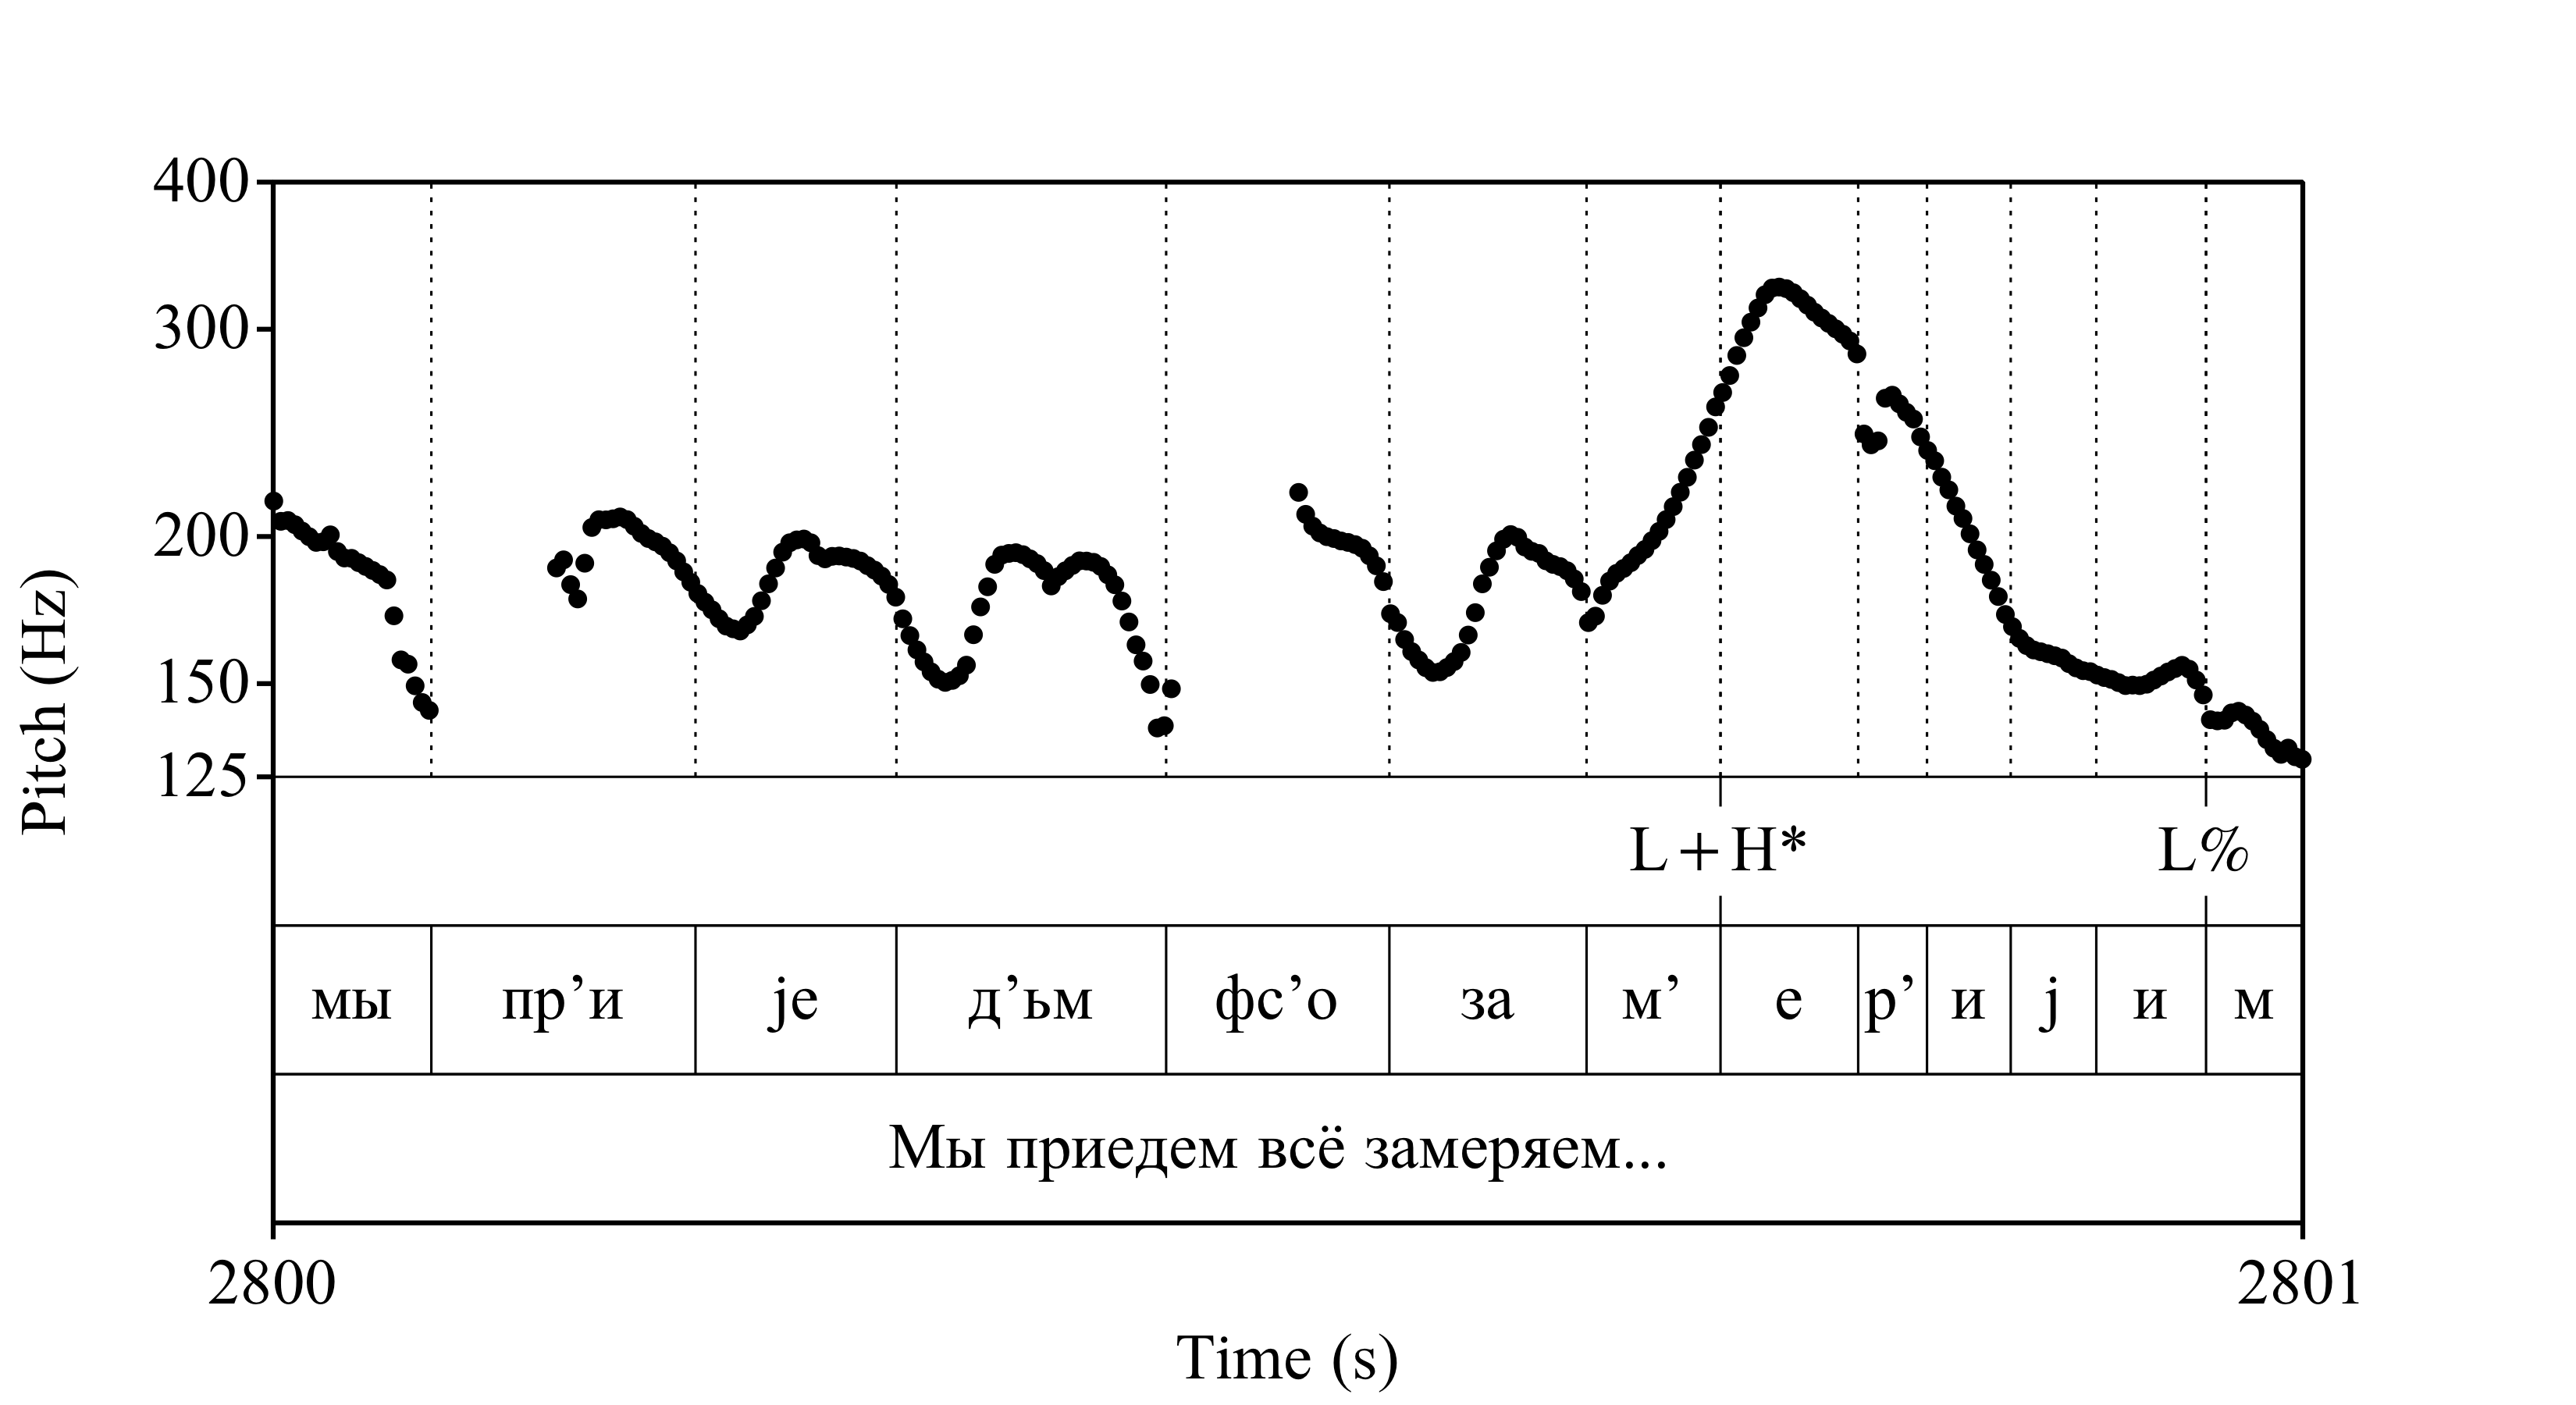 400
300
200
150
125
Pitch (Hz)
L+H* L%
мы пр’и је д’ьм фс’о за м’ е р’ и ј и м
Мы приедем всё замеряем...
2800 2801
Time (s)